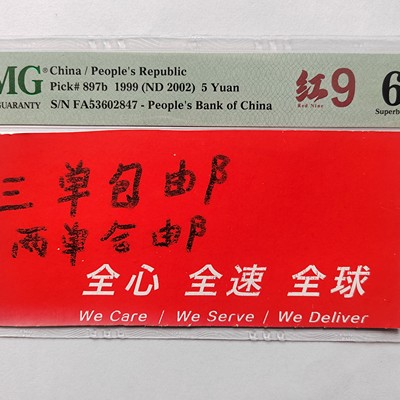 MG
GUARANTY
China / People's Republic
Pick# 897b 1999 (ND 2002) 5 Yuan
S/N FA53602847 - People's Bank of China
红9
Red Nine
6
Superb
三单包邮
两单合邮
全心 全速 全球
We Care / We Serve / We Deliver